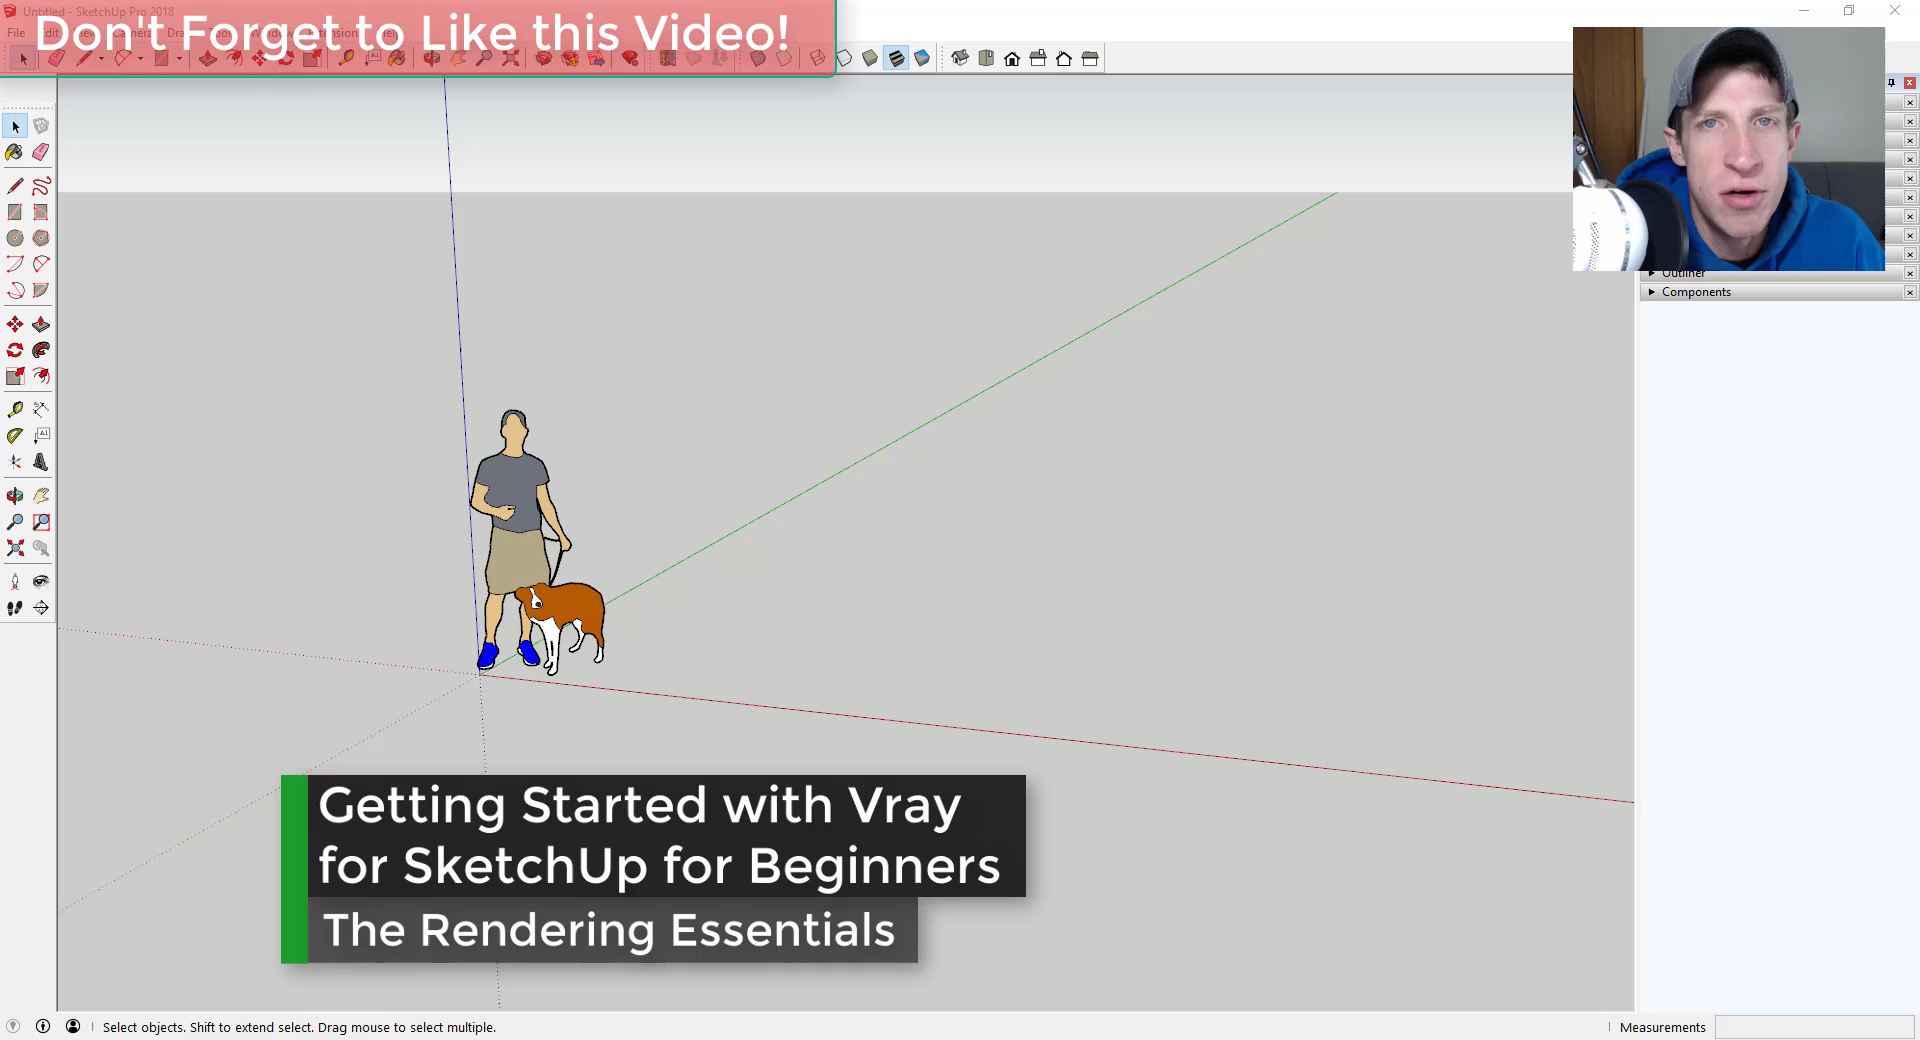 Untitled - SketchUp Pro 2018
Don't Forget to Like this Video!
File
Outliner
Components
Getting Started with Vray
for SketchUp for Beginners
The Rendering Essentials
Select objects. Shift to extend select. Drag mouse to select multiple.
Measurements